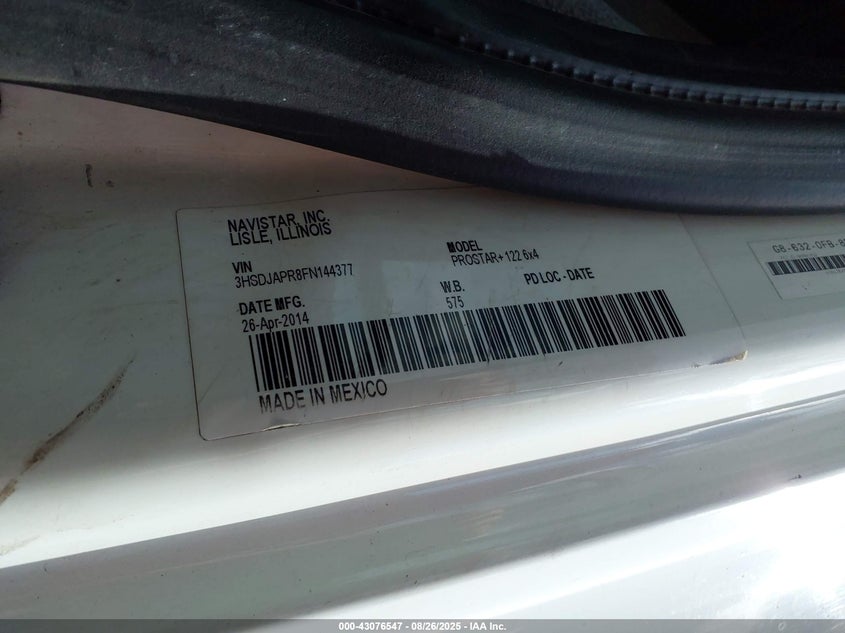 NAVISTAR, INC.
LISLE, ILLINOIS
VIN
3HSDJAPR8FN144377
MODEL
PROSTAR+ 122 6x4
DATE MFG.
26-Apr-2014
W.B.
575
PD LOC - DATE
MADE IN MEXICO
000-43076547 - 08/26/2025 - IAA Inc.